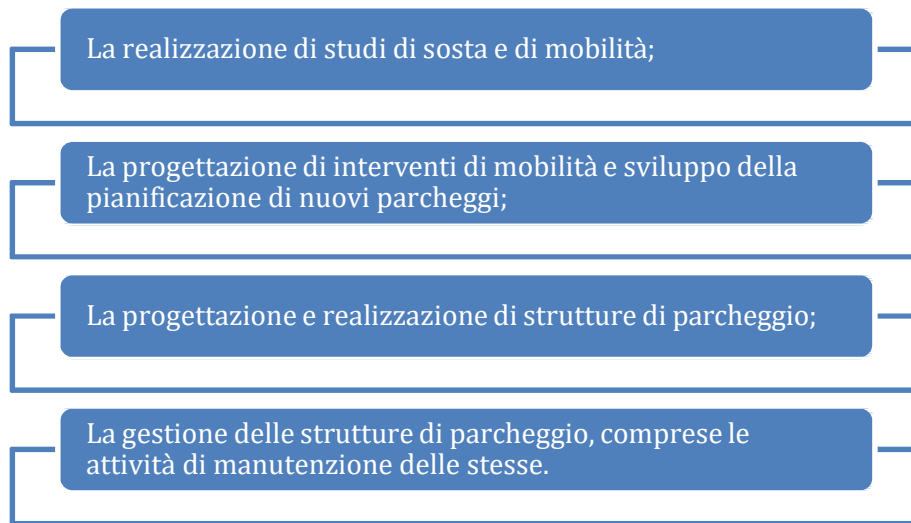 La realizzazione di studi di sosta e di mobilità;
La progettazione di interventi di mobilità e sviluppo della
pianificazione di nuovi parcheggi;
La progettazione e realizzazione di strutture di parcheggio;
La gestione delle strutture di parcheggio, comprese le
attività di manutenzione delle stesse.